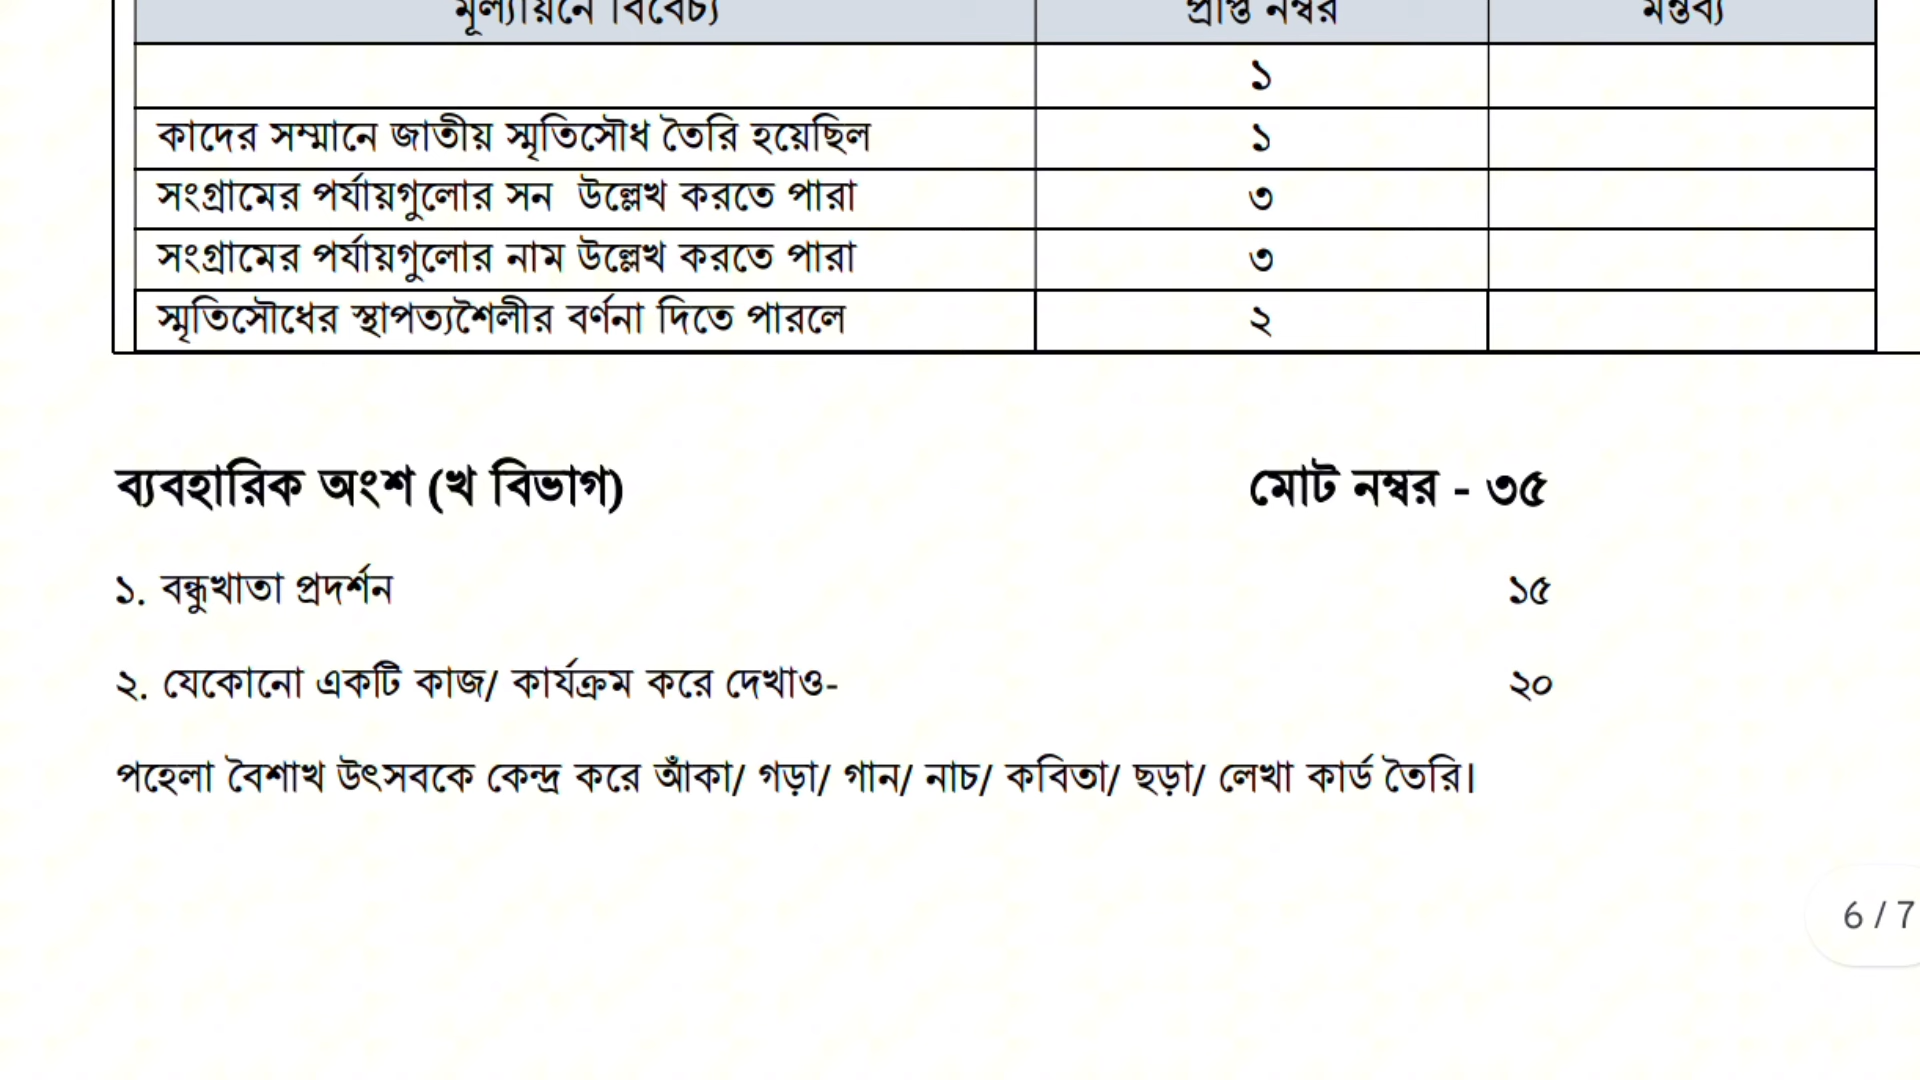 মূল্যায়নে বিবেচ্য প্রাপ্ত নম্বর মন্তব্য
১
কাদের সম্মানে জাতীয় স্মৃতিসৌধ তৈরি হয়েছিল ১
সংগ্রামের পর্যায়গুলোর সন উল্লেখ করতে পারা ৩
সংগ্রামের পর্যায়গুলোর নাম উল্লেখ করতে পারা ৩
স্মৃতিসৌধের স্থাপত্যশৈলীর বর্ণনা দিতে পারলে ২
ব্যবহারিক অংশ (খ বিভাগ) মোট নম্বর - ৩৫
১. বন্ধুখাতা প্রদর্শন ১৫
২. যেকোনো একটি কাজ/ কার্যক্রম করে দেখাও- ২০
পহেলা বৈশাখ উৎসবকে কেন্দ্র করে আঁকা/ গড়া/ গান/ নাচ/ কবিতা/ ছড়া/ লেখা কার্ড তৈরি।
6 / 7